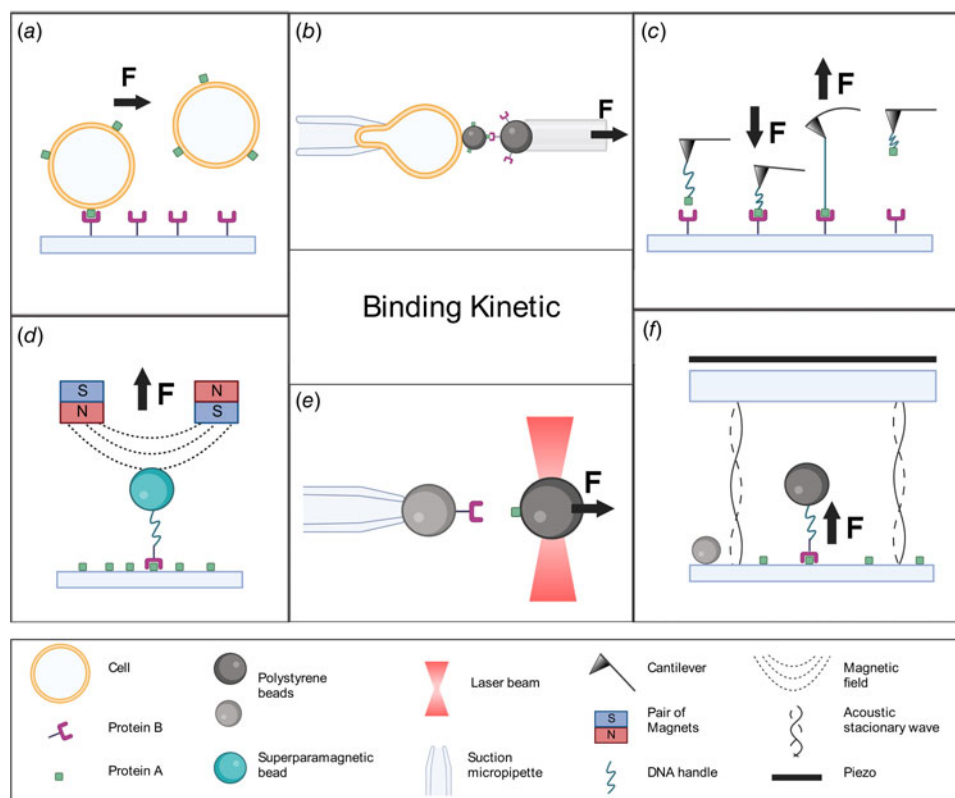 (a)
F
(b)
F
(c)
F
F
Binding Kinetic
(d)
S
N
F
N
S
(e)
F
(f)
F
Cell
Protein B
Protein A
Polystyrene
beads
Superparamagnetic
bead
Laser beam
Suction
micropipette
Cantilever
S
N
Pair of
Magnets
DNA handle
Magnetic
field
Acoustic
stacionary wave
Piezo